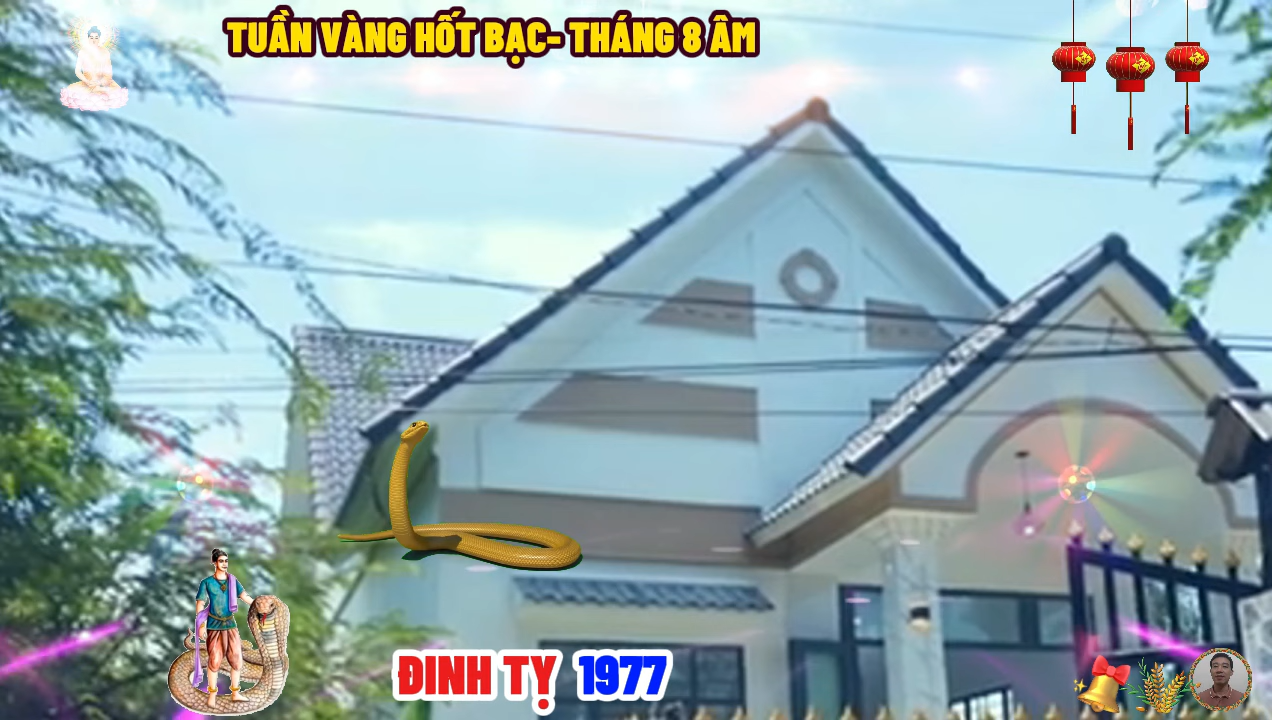 TUẦN VÀNG HỐT BẠC- THÁNG 8 ÂM
ĐINH TỴ 1977